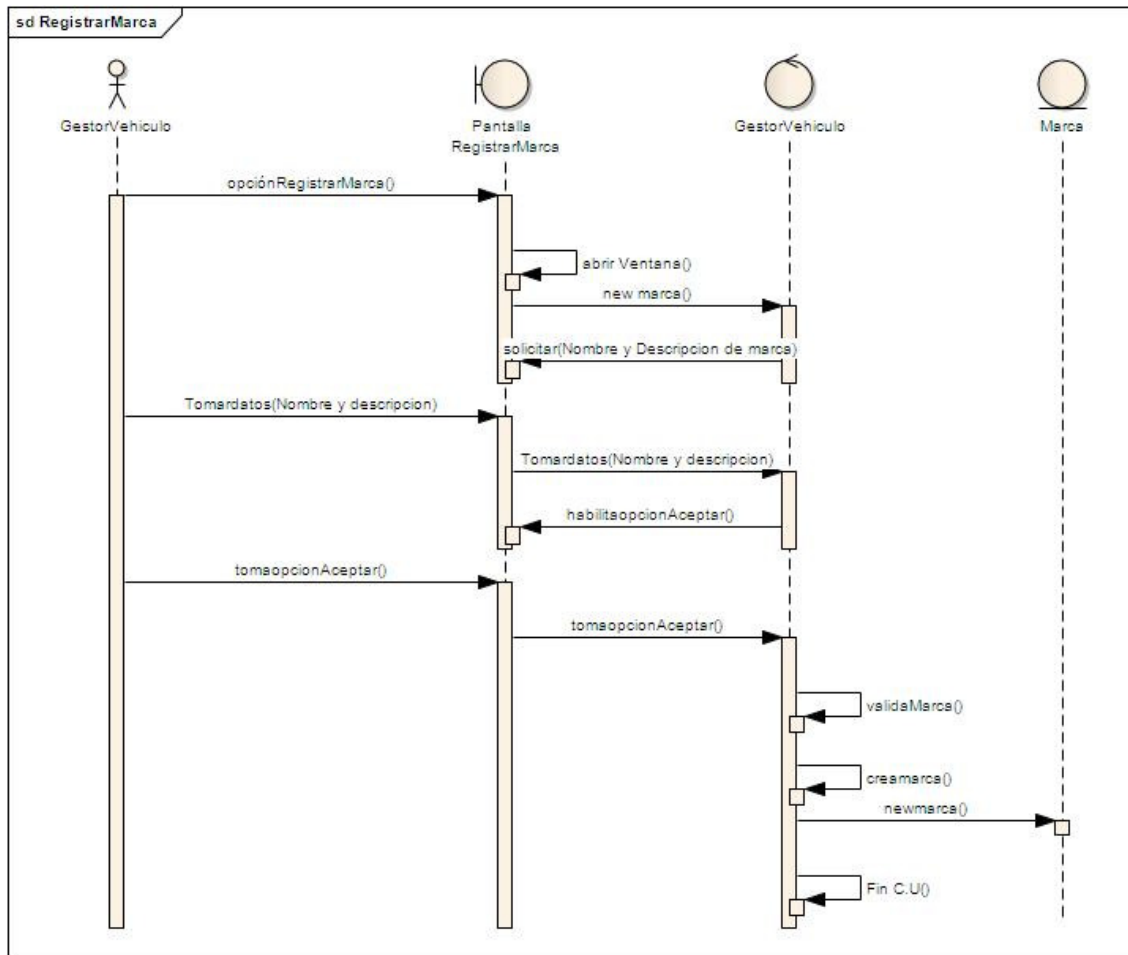 sd RegistrarMarca
GestorVehiculo
Pantalla
RegistrarMarca
GestorVehiculo
Marca
opciónRegistrarMarca()
abrir Ventana()
new marca()
solicitar(Nombre y Descripcion de marca)
Tomardatos(Nombre y descripcion)
Tomardatos(Nombre y descripcion)
habilitaopcionAceptar()
tomaopcionAceptar()
tomaopcionAceptar()
validaMarca()
creamarca()
newmarca()
Fin C.U()